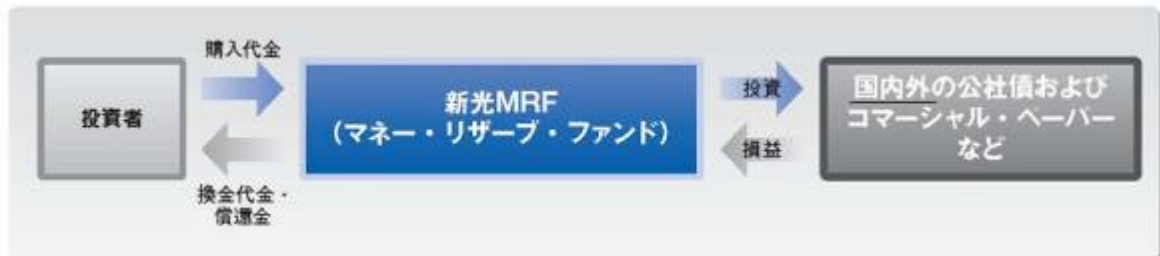 購入代金
投資者
新光MRF
(マネー・リザーブ・ファンド)
投資
国内外の公社債および
コマーシャル・ペーパー
など
損益
換金代金・
償還金